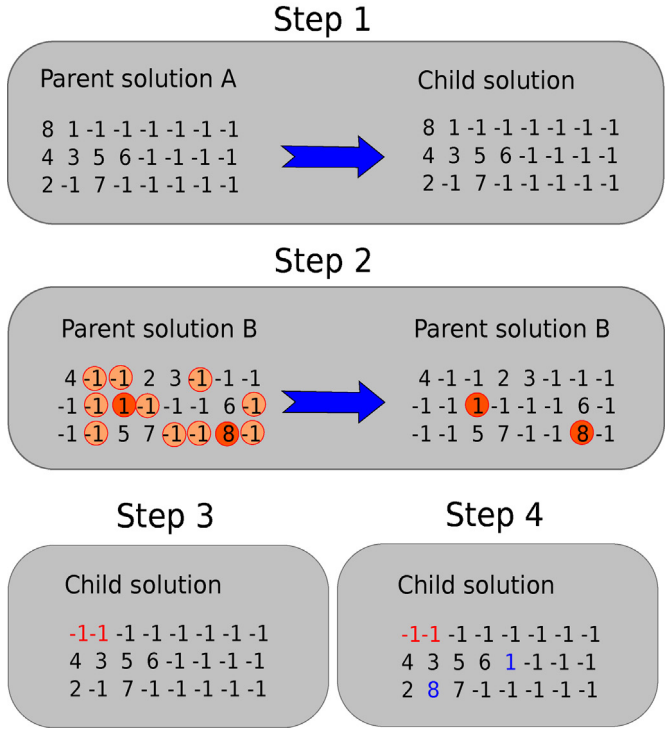 Step 1
Parent solution A
8 1 -1 -1 -1 -1 -1 -1
4 3 5 6 -1 -1 -1 -1
2 -1 7 -1 -1 -1 -1 -1
Child solution
8 1 -1 -1 -1 -1 -1 -1
4 3 5 6 -1 -1 -1 -1
2 -1 7 -1 -1 -1 -1 -1
Step 2
Parent solution B
4 -1 -1 2 3 -1 -1 -1
-1 -1 1 -1 -1 -1 6 -1
-1 -1 5 7 -1 -1 8 -1
Parent solution B
4 -1 -1 2 3 -1 -1 -1
-1 -1 1 -1 -1 -1 6 -1
-1 -1 5 7 -1 -1 8 -1
Step 3
Child solution
-1 -1 -1 -1 -1 -1 -1 -1
4 3 5 6 -1 -1 -1 -1
2 -1 7 -1 -1 -1 -1 -1
Step 4
Child solution
-1 -1 -1 -1 -1 -1 -1 -1
4 3 5 6 1 -1 -1 -1
2 8 7 -1 -1 -1 -1 -1